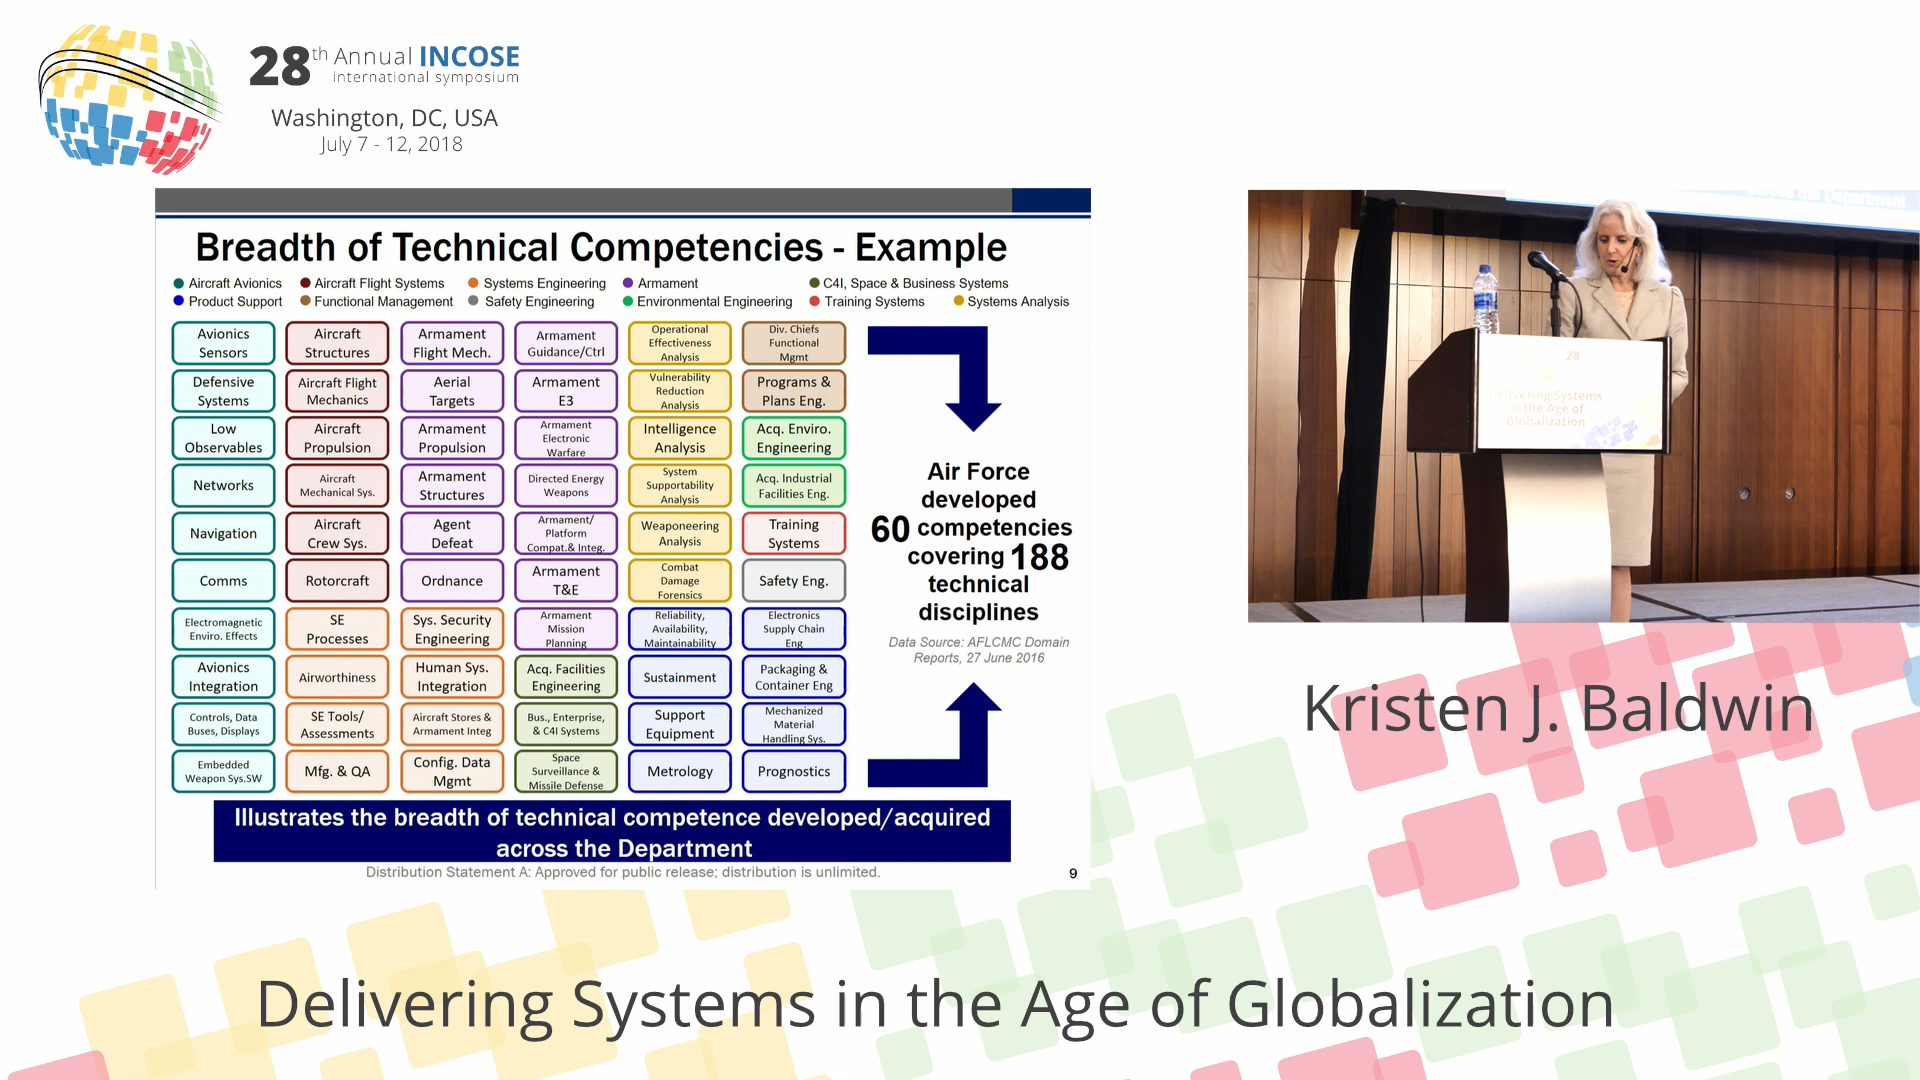 28th Annual INCOSE
international symposium
Washington, DC, USA
July 7 - 12, 2018
Breadth of Technical Competencies - Example
Aircraft Avionics
Aircraft Flight Systems
Systems Engineering
Armament
C4I, Space & Business Systems
Product Support
Functional Management
Safety Engineering
Environmental Engineering
Training Systems
Systems Analysis
Avionics
Sensors
Aircraft
Structures
Armament
Flight Mech.
Armament
Guidance/Ctrl
Operational
Effectiveness
Analysis
Div. Chiefs
Functional
Mgmt
Defensive
Systems
Aircraft Flight
Mechanics
Aerial
Targets
Armament
E3
Vulnerability
Reduction
Analysis
Programs &
Plans Eng.
Low
Observables
Aircraft
Propulsion
Armament
Propulsion
Armament
Electronic
Warfare
Intelligence
Analysis
Acq. Enviro.
Engineering
Networks
Aircraft
Mechanical Sys.
Armament
Structures
Directed Energy
Weapons
System
Supportability
Analysis
Acq. Industrial
Facilities Eng.
Navigation
Aircraft
Crew Sys.
Agent
Defeat
Armament/
Platform
Compat.& Integ.
Weaponeering
Analysis
Training
Systems
Comms
Rotorcraft
Ordnance
Armament
T&E
Combat
Damage
Forensics
Safety Eng.
Electromagnetic
Enviro. Effects
SE
Processes
Sys. Security
Engineering
Armament
Mission
Planning
Reliability,
Availability,
Maintainability
Electronics
Supply Chain
Eng
Avionics
Integration
Airworthiness
Human Sys.
Integration
Acq. Facilities
Engineering
Sustainment
Packaging &
Container Eng
Controls, Data
Buses, Displays
SE Tools/
Assessments
Aircraft Stores &
Armament Integ
Bus., Enterprise,
& C4I Systems
Support
Equipment
Mechanized
Material
Handling Sys.
Embedded
Weapon Sys.SW
Mfg. & QA
Config. Data
Mgmt
Space
Surveillance &
Missile Defense
Metrology
Prognostics
Air Force
developed
60 competencies
covering 188
technical
disciplines
Data Source: AFLCMC Domain
Reports, 27 June 2016
Illustrates the breadth of technical competence developed/acquired
across the Department
Distribution Statement A: Approved for public release; distribution is unlimited.
9
across the Department
28
Delivering Systems
in the Age of
Globalization
Kristen J. Baldwin
Delivering Systems in the Age of Globalization